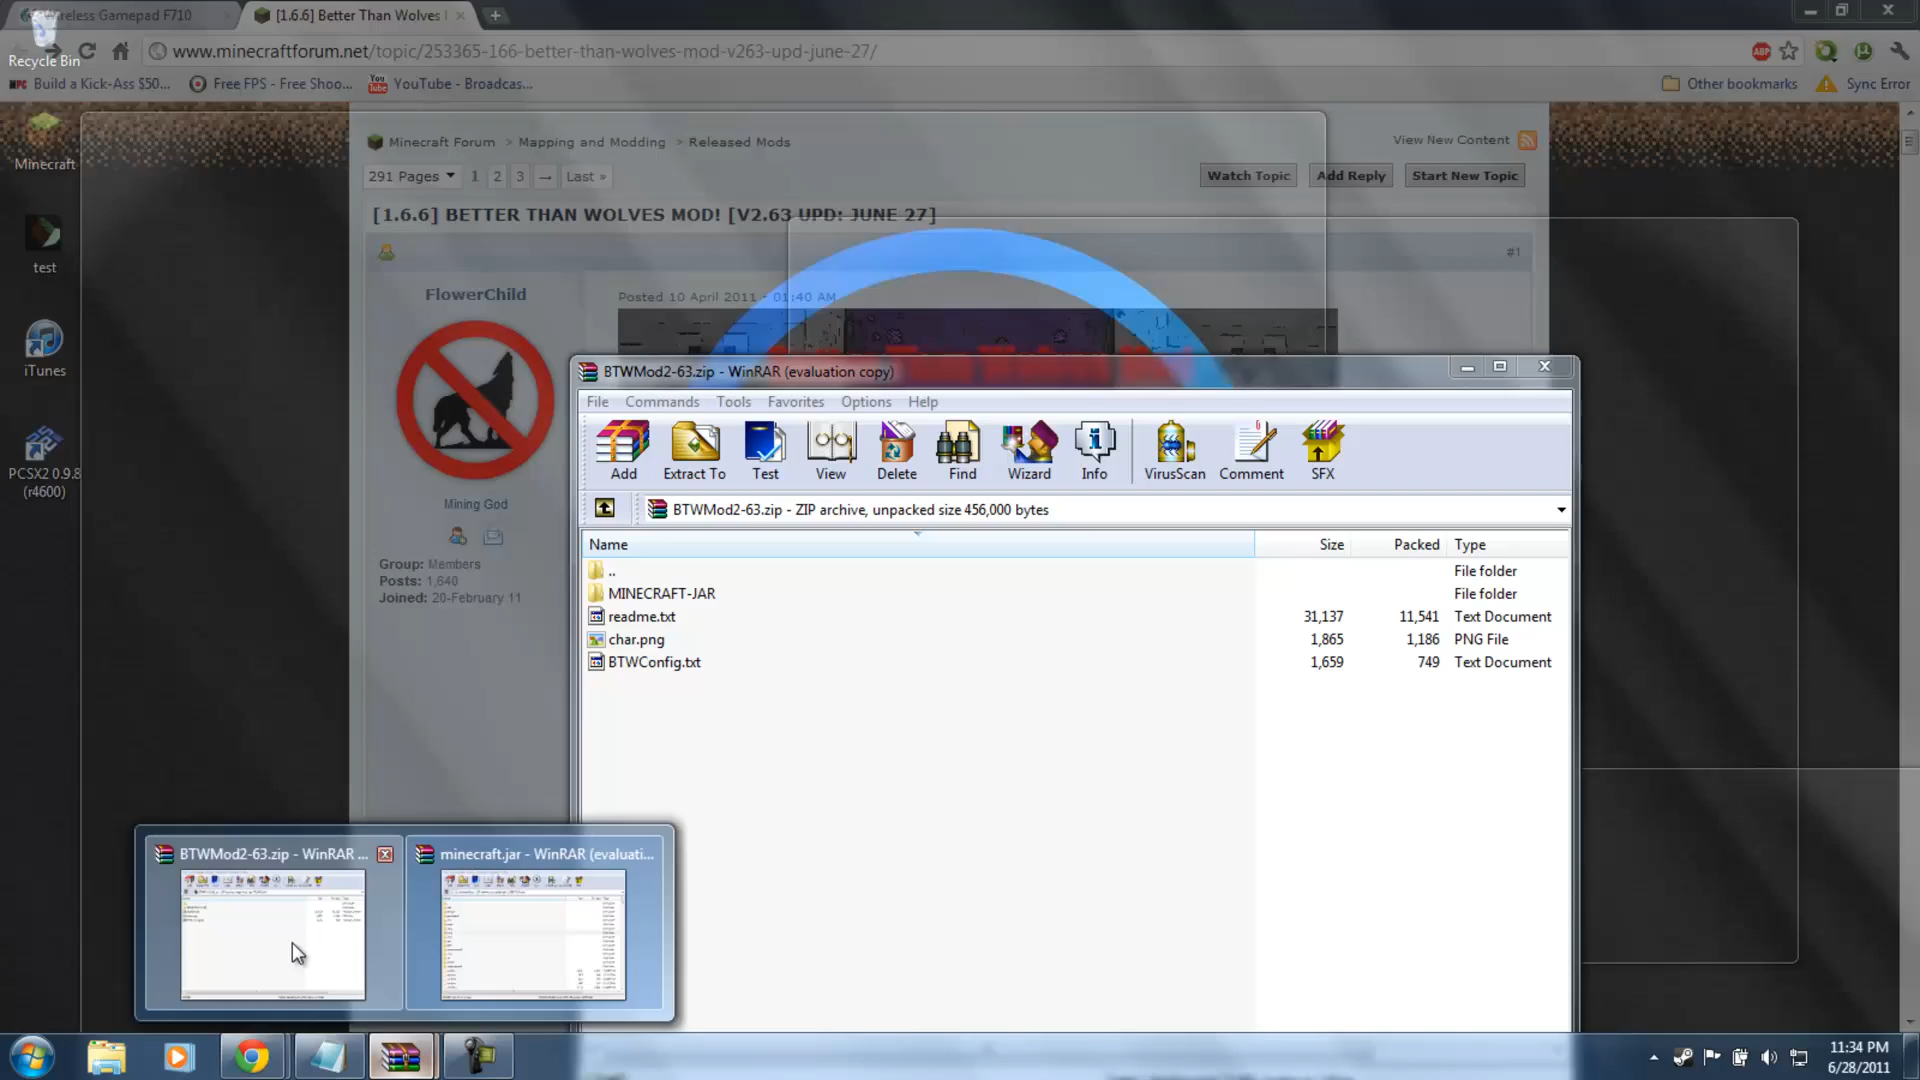 Wireless Gamepad F710
[1.6.6] Better Than Wolves
www.minecraftforum.net/topic/253365-166-better-than-wolves-mod-v263-upd-june-27/
Build a Kick-Ass $50...
Free FPS - Free Shoo...
YouTube - Broadcas...
Other bookmarks
Sync Error
Recycle Bin
Minecraft
test
iTunes
PCSX2 0.9.8
(r4600)
Minecraft Forum > Mapping and Modding > Released Mods
View New Content
291 Pages 1 2 3 → Last »
Watch Topic
Add Reply
Start New Topic
[1.6.6] BETTER THAN WOLVES MOD! [V2.63 UPD: JUNE 27]
#1
FlowerChild
Posted 10 April 2011 - 01:40 AM
Mining God
Group: Members
Posts: 1,640
Joined: 20-February 11
BTWMod2-63.zip - WinRAR (evaluation copy)
File Commands Tools Favorites Options Help
Add Extract To Test View Delete Find Wizard Info VirusScan Comment SFX
BTWMod2-63.zip - ZIP archive, unpacked size 456,000 bytes
Name Size Packed Type
.. File folder
MINECRAFT-JAR File folder
readme.txt 31,137 11,541 Text Document
char.png 1,865 1,186 PNG File
BTWConfig.txt 1,659 749 Text Document
BTWMod2-63.zip - WinRAR ...
minecraft.jar - WinRAR (evaluati...
11:34 PM
6/28/2011